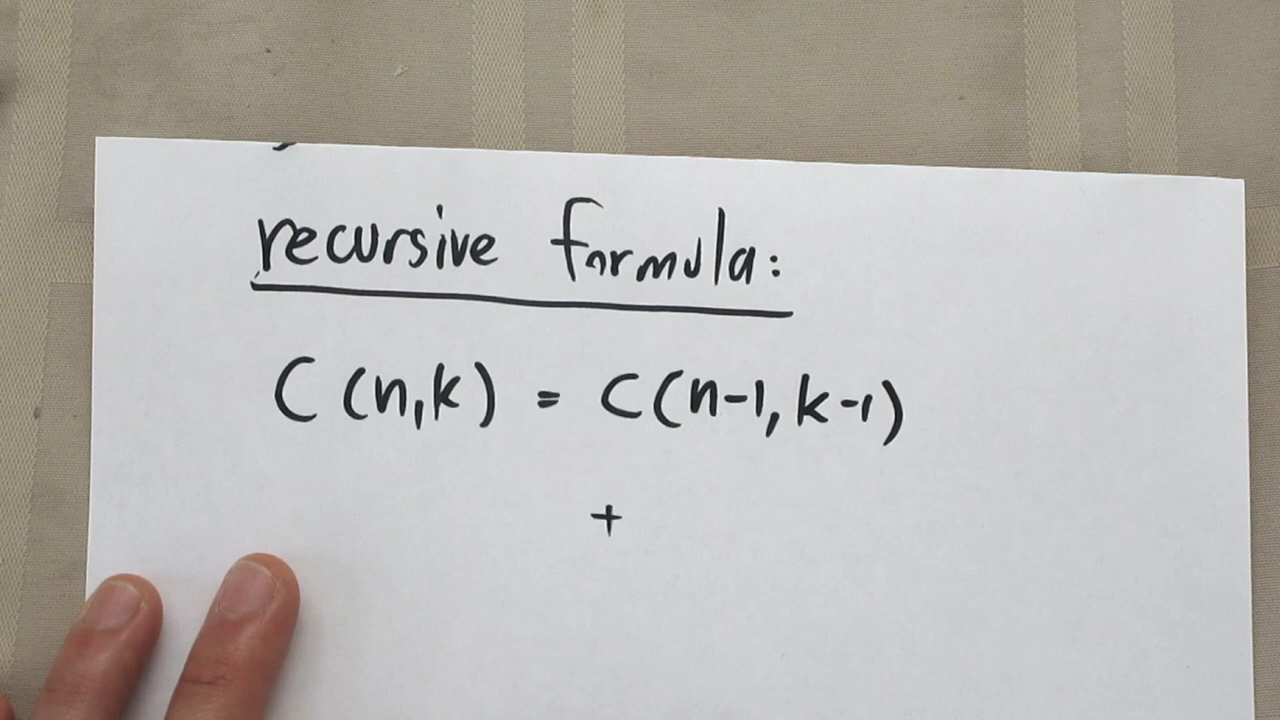 recursive formula:
C(n,k) = C(n-1, k-1)
+